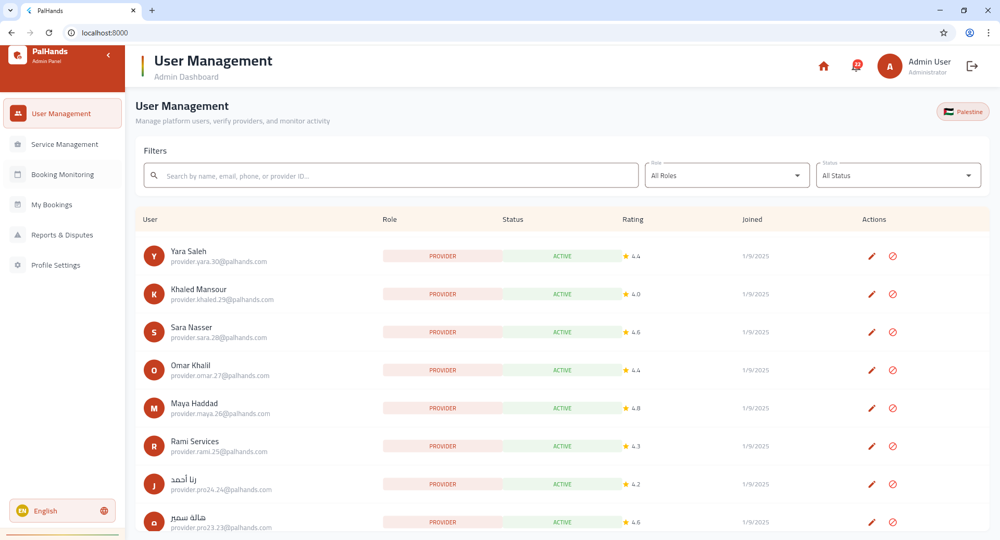 PalHands
localhost:8000
PalHands
Admin Panel
User Management
Admin Dashboard
22
A
Admin User
Administrator
User Management
Service Management
Booking Monitoring
My Bookings
Reports & Disputes
Profile Settings
EN English
User Management
Manage platform users, verify providers, and monitor activity
Palestine
Filters
Search by name, email, phone, or provider ID...
Role
All Roles
Status
All Status
User Role Status Rating Joined Actions
Y
Yara Saleh
provider.yara.30@palhands.com
PROVIDER ACTIVE 4.4 1/9/2025
K
Khaled Mansour
provider.khaled.29@palhands.com
PROVIDER ACTIVE 4.0 1/9/2025
S
Sara Nasser
provider.sara.28@palhands.com
PROVIDER ACTIVE 4.6 1/9/2025
O
Omar Khalil
provider.omar.27@palhands.com
PROVIDER ACTIVE 4.4 1/9/2025
M
Maya Haddad
provider.maya.26@palhands.com
PROVIDER ACTIVE 4.8 1/9/2025
R
Rami Services
provider.rami.25@palhands.com
PROVIDER ACTIVE 4.3 1/9/2025
ر
رنا أحمد
provider.pro24.24@palhands.com
PROVIDER ACTIVE 4.2 1/9/2025
ه
هالة سمير
provider.pro23.23@palhands.com
PROVIDER ACTIVE 4.6 1/9/2025